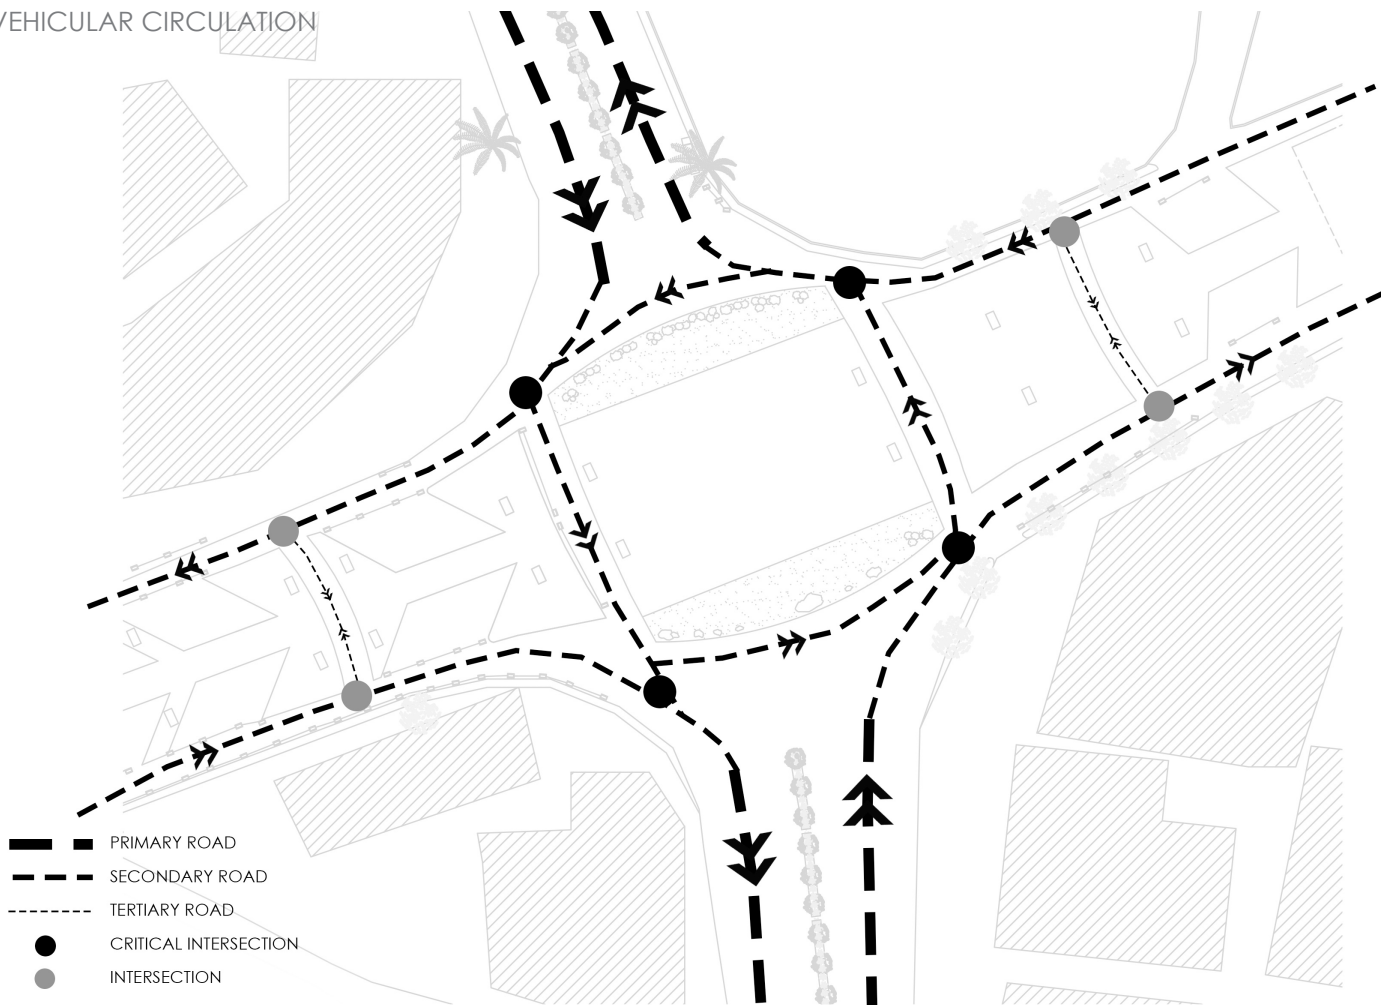 VEHICULAR CIRCULATION
PRIMARY ROAD
SECONDARY ROAD
TERTIARY ROAD
CRITICAL INTERSECTION
INTERSECTION